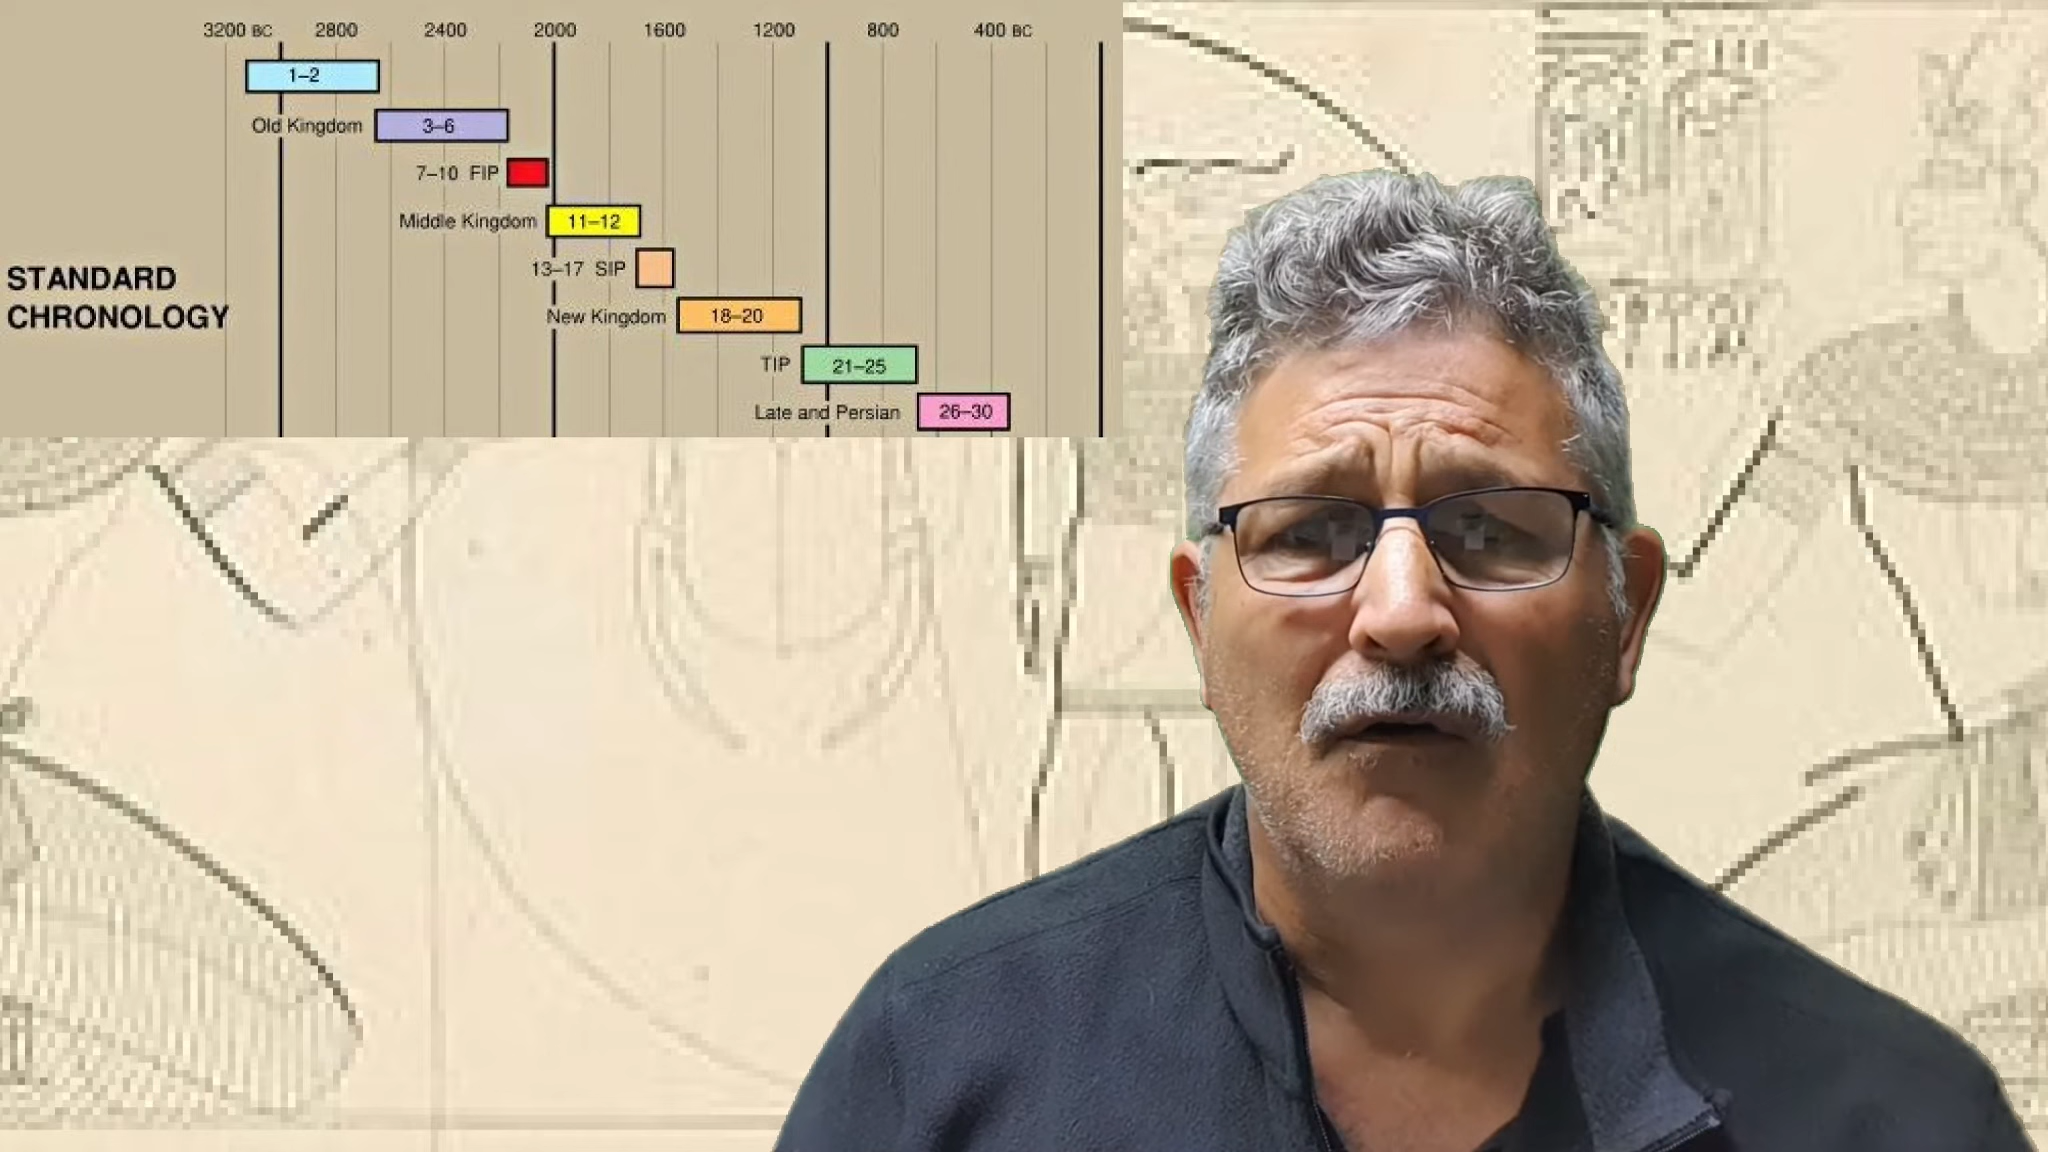 3200 BC 2800 2400 2000 1600 1200 800 400 BC
1–2
Old Kingdom 3–6
7–10 FIP
Middle Kingdom 11–12
13–17 SIP
STANDARD
CHRONOLOGY
New Kingdom 18–20
TIP 21–25
Late and Persian 26–30